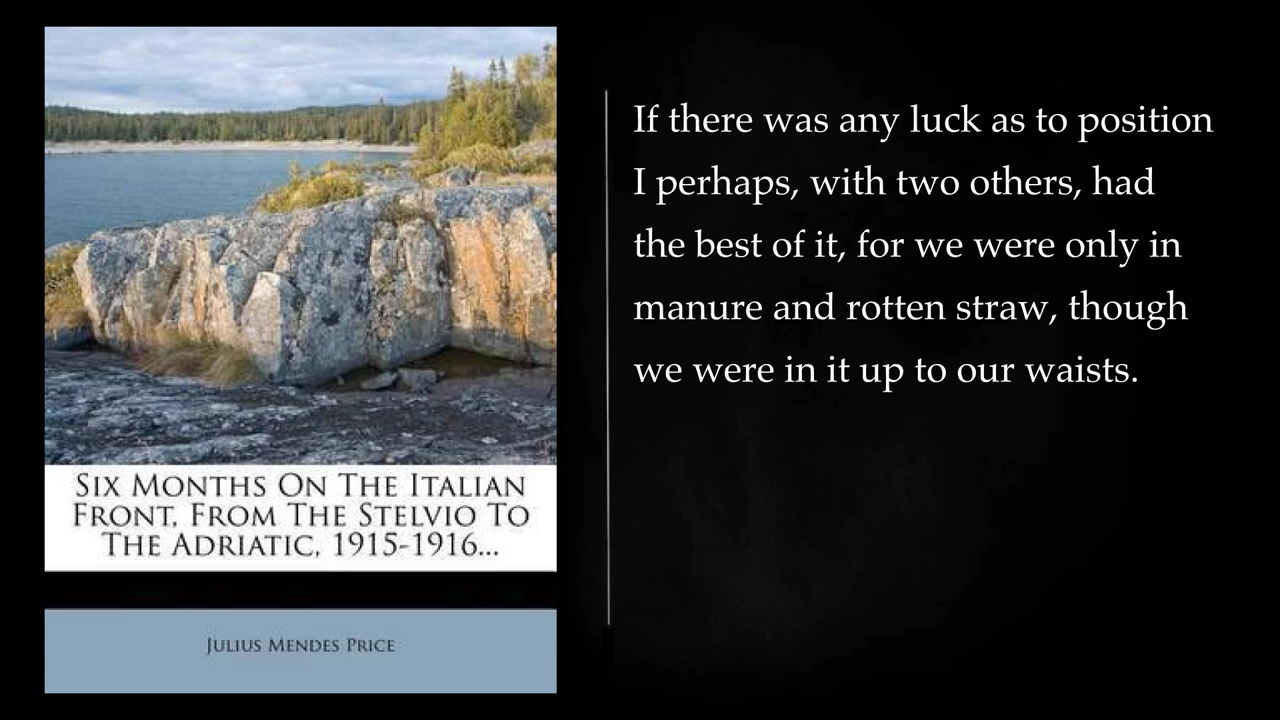 Six Months On The Italian
Front, From The Stelvio To
The Adriatic, 1915-1916...
Julius Mendes Price
If there was any luck as to position
I perhaps, with two others, had
the best of it, for we were only in
manure and rotten straw, though
we were in it up to our waists.